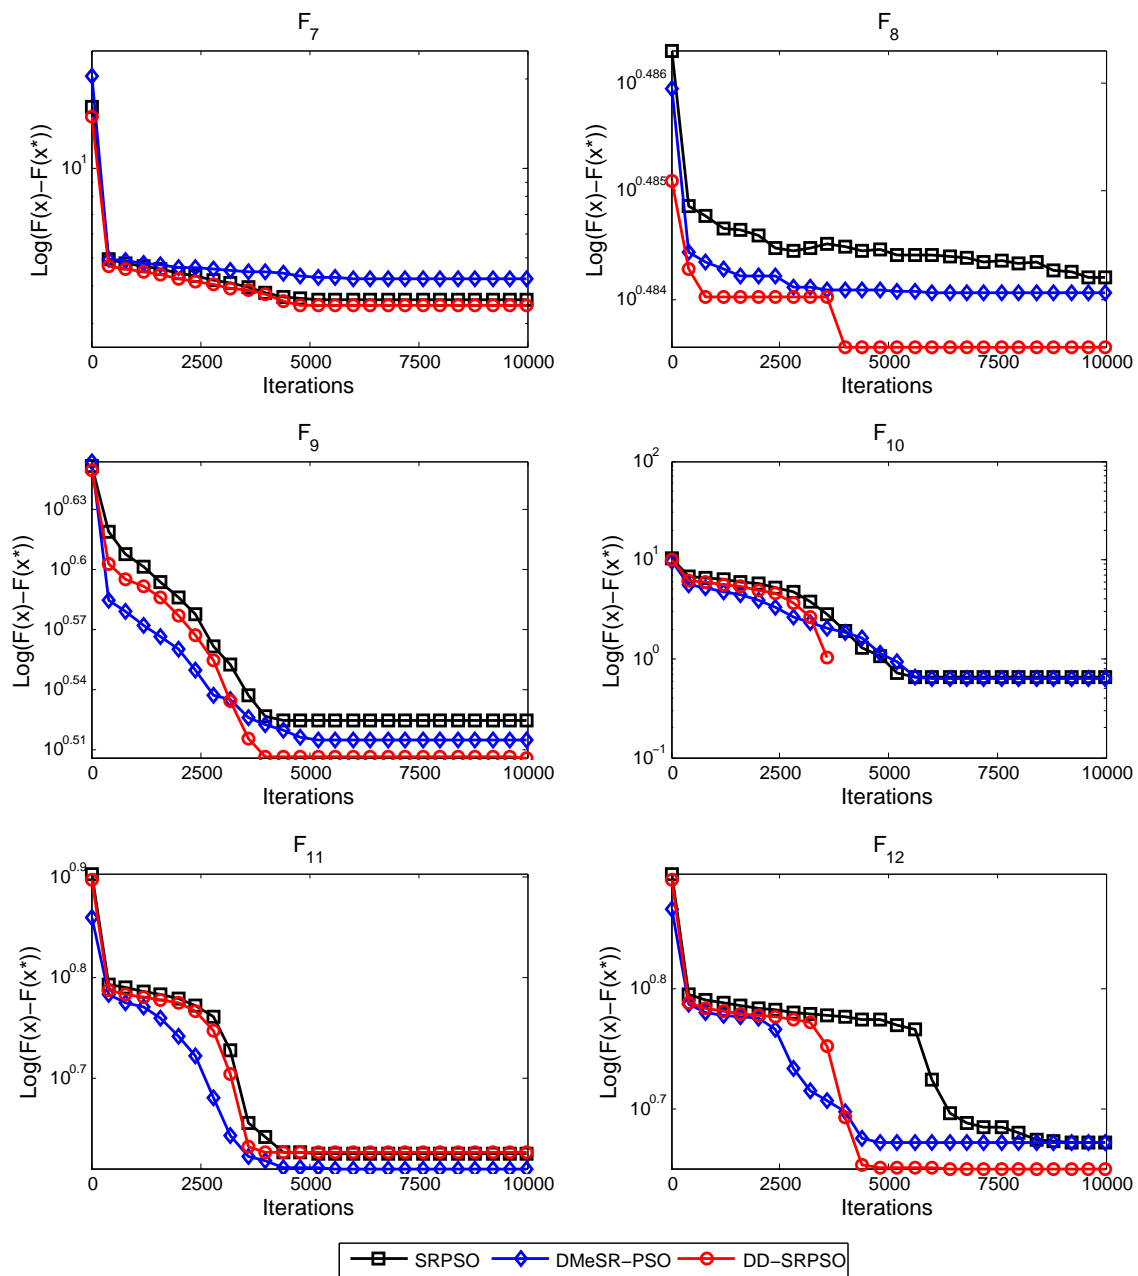 F7
Log(F(x)−F(x*))
10^1
0 2500 5000 7500 10000
Iterations
F8
Log(F(x)−F(x*))
10^0.486
10^0.485
10^0.484
0 2500 5000 7500 10000
Iterations
F9
Log(F(x)−F(x*))
10^0.63
10^0.6
10^0.57
10^0.54
10^0.51
0 2500 5000 7500 10000
Iterations
F10
Log(F(x)−F(x*))
10^2
10^1
10^0
10^−1
0 2500 5000 7500 10000
Iterations
F11
Log(F(x)−F(x*))
10^0.9
10^0.8
10^0.7
0 2500 5000 7500 10000
Iterations
F12
Log(F(x)−F(x*))
10^0.8
10^0.7
0 2500 5000 7500 10000
Iterations
SRPSO DMeSR−PSO DD−SRPSO